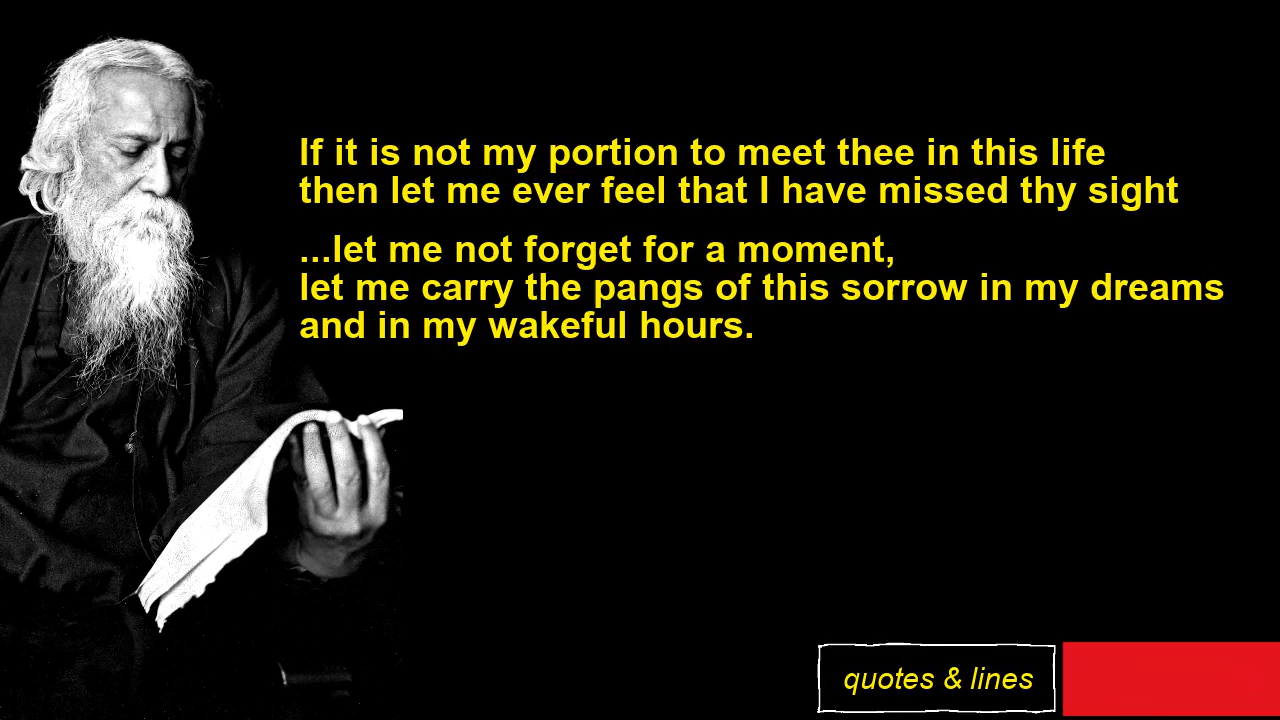 If it is not my portion to meet thee in this life
then let me ever feel that I have missed thy sight
...let me not forget for a moment,
let me carry the pangs of this sorrow in my dreams
and in my wakeful hours.
quotes & lines